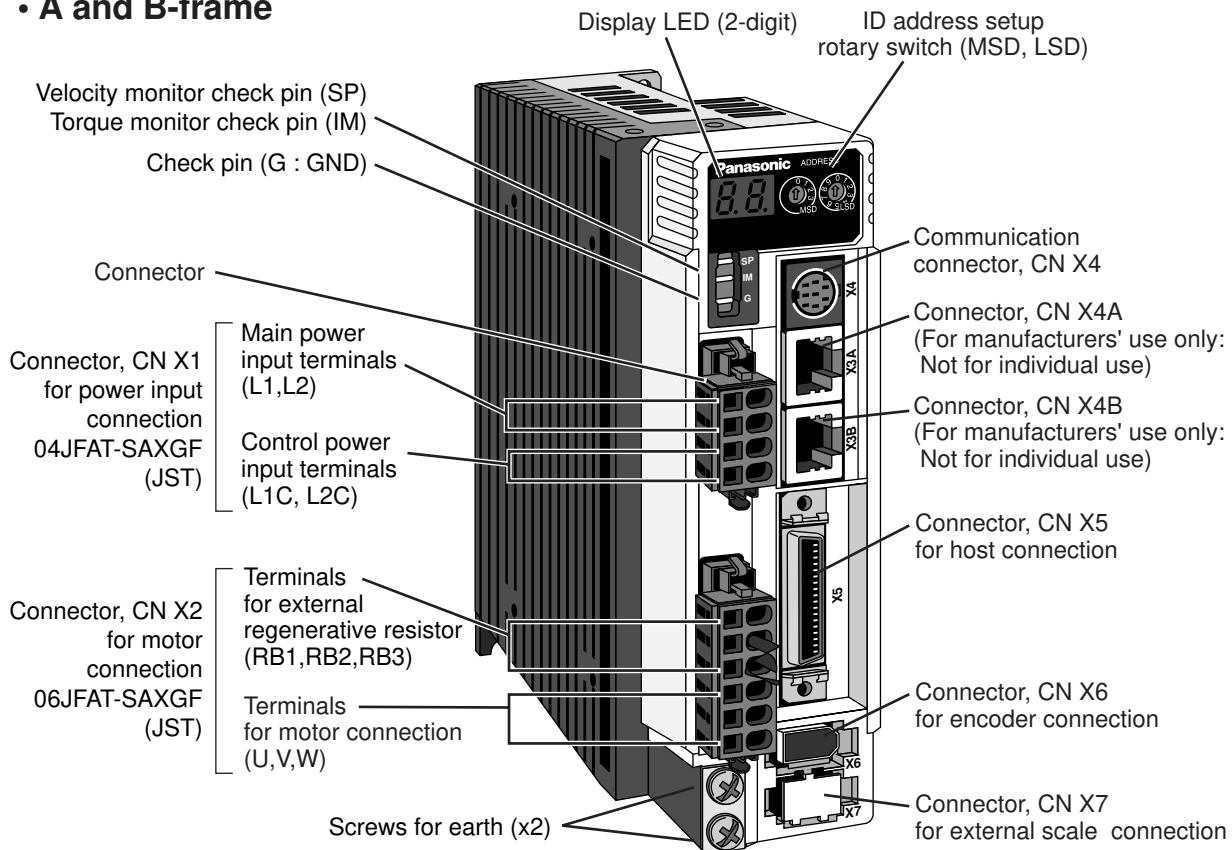 • A and B-frame
Display LED (2-digit)
ID address setup
rotary switch (MSD, LSD)
Velocity monitor check pin (SP)
Torque monitor check pin (IM)
Check pin (G : GND)
Connector
Connector, CN X1
for power input
connection
04JFAT-SAXGF
(JST)
Main power
input terminals
(L1,L2)
Control power
input terminals
(L1C, L2C)
Connector, CN X2
for motor
connection
06JFAT-SAXGF
(JST)
Terminals
for external
regenerative resistor
(RB1,RB2,RB3)
Terminals
for motor connection
(U,V,W)
Screws for earth (x2)
Panasonic
8.8.
MSD
LSD
SP
IM
G
X4
X3A
X3B
X5
X6
X7
Communication
connector, CN X4
Connector, CN X4A
(For manufacturers' use only:
Not for individual use)
Connector, CN X4B
(For manufacturers' use only:
Not for individual use)
Connector, CN X5
for host connection
Connector, CN X6
for encoder connection
Connector, CN X7
for external scale connection